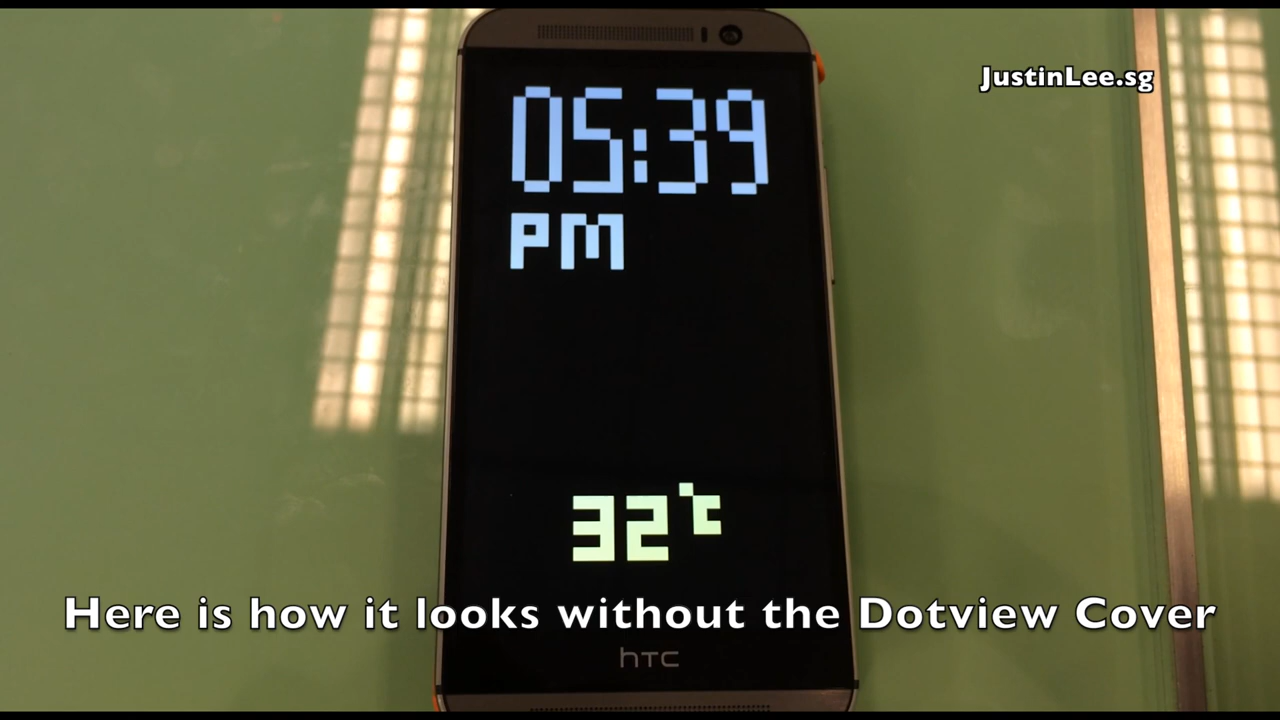 JustinLee.sg
05:39
PM
32°c
Here is how it looks without the Dotview Cover
hTC